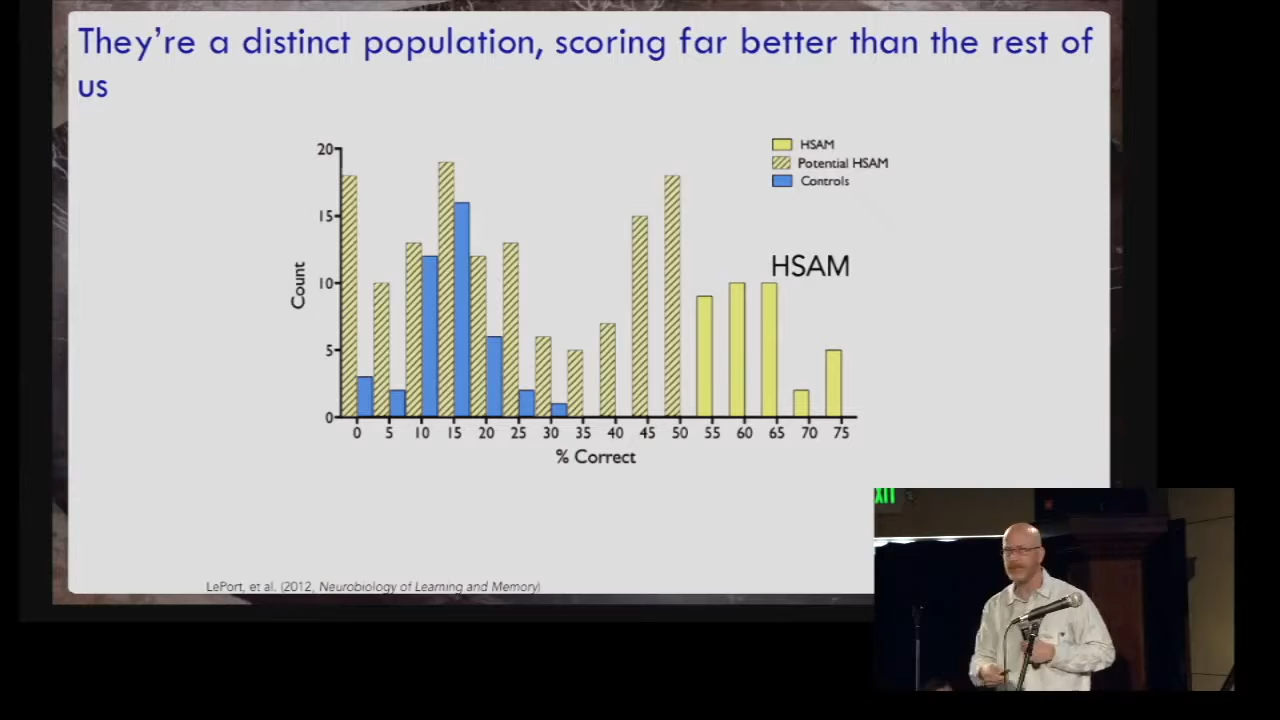 They're a distinct population, scoring far better than the rest of
us
HSAM
Potential HSAM
Controls
HSAM
Count
20
15
10
5
0
0 5 10 15 20 25 30 35 40 45 50 55 60 65 70 75
% Correct
LePort, et al. (2012, Neurobiology of Learning and Memory)
XIT